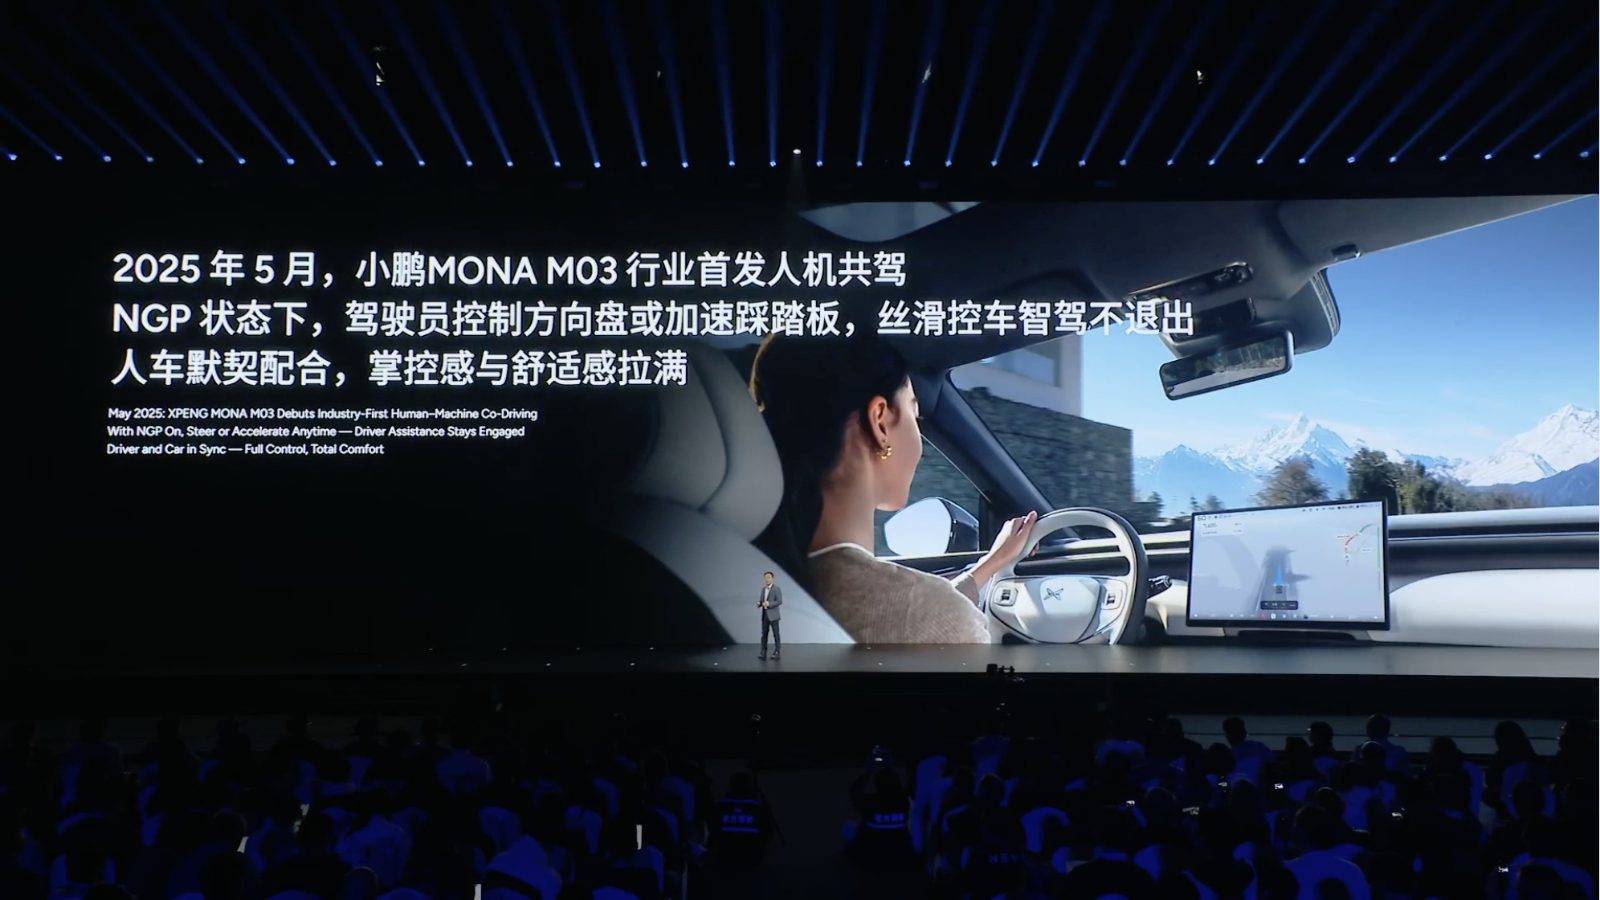 2025 年 5 月，小鹏MONA M03 行业首发人机共驾
NGP 状态下，驾驶员控制方向盘或加速踩踏板，丝滑控车智驾不退出
人车默契配合，掌控感与舒适感拉满
May 2025: XPENG MONA M03 Debuts Industry-First Human–Machine Co-Driving
With NGP On, Steer or Accelerate Anytime — Driver Assistance Stays Engaged
Driver and Car in Sync — Full Control, Total Comfort